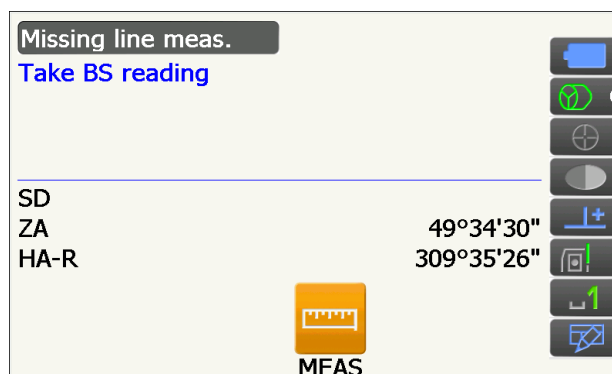 Missing line meas.
Take BS reading
SD
ZA 49°34'30"
HA-R 309°35'26"
MEAS